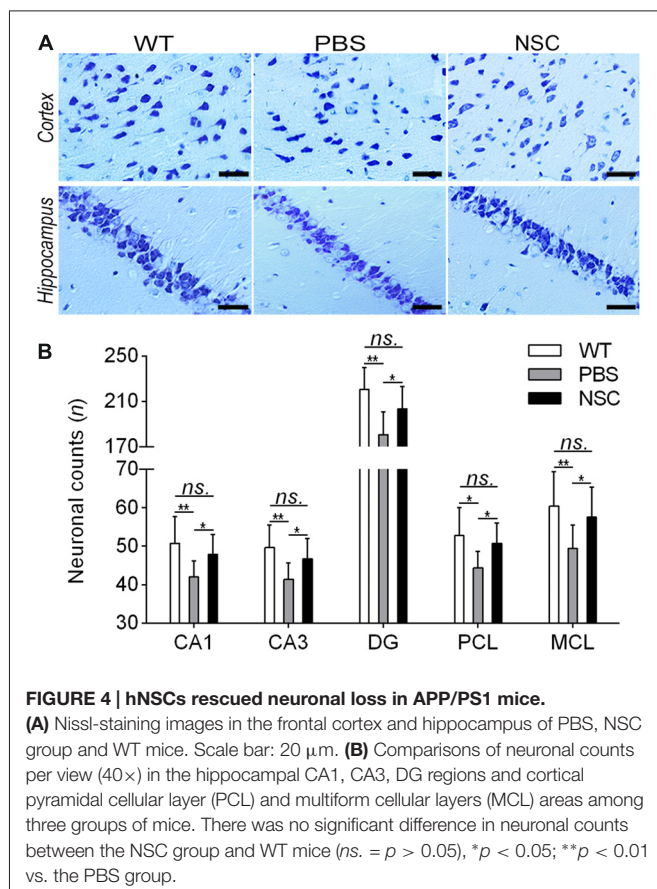 A WT PBS NSC
Cortex
Hippocampus
B
Neuronal counts (n)
250
210
170
70
60
50
40
30
WT
PBS
NSC
ns.
** *
ns.
** *
ns.
** *
ns.
* *
ns.
** *
CA1 CA3 DG PCL MCL
FIGURE 4 | hNSCs rescued neuronal loss in APP/PS1 mice.
(A) Nissl-staining images in the frontal cortex and hippocampus of PBS, NSC
group and WT mice. Scale bar: 20 μm. (B) Comparisons of neuronal counts
per view (40×) in the hippocampal CA1, CA3, DG regions and cortical
pyramidal cellular layer (PCL) and multiform cellular layers (MCL) areas among
three groups of mice. There was no significant difference in neuronal counts
between the NSC group and WT mice (ns. = p > 0.05), *p < 0.05; **p < 0.01
vs. the PBS group.